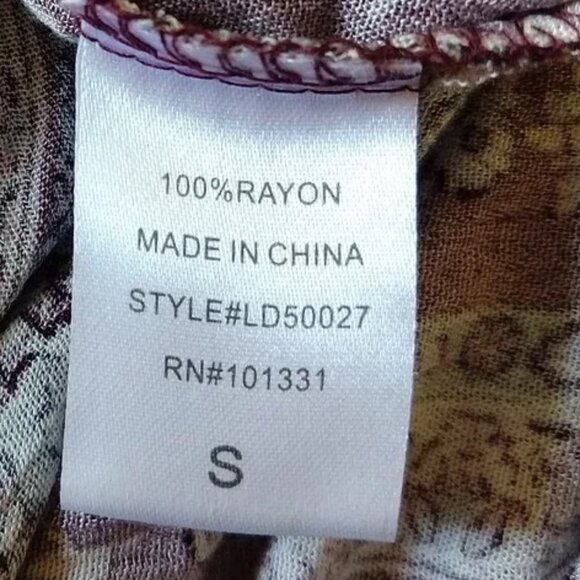 100%RAYON
MADE IN CHINA
STYLE#LD50027
RN#101331
S